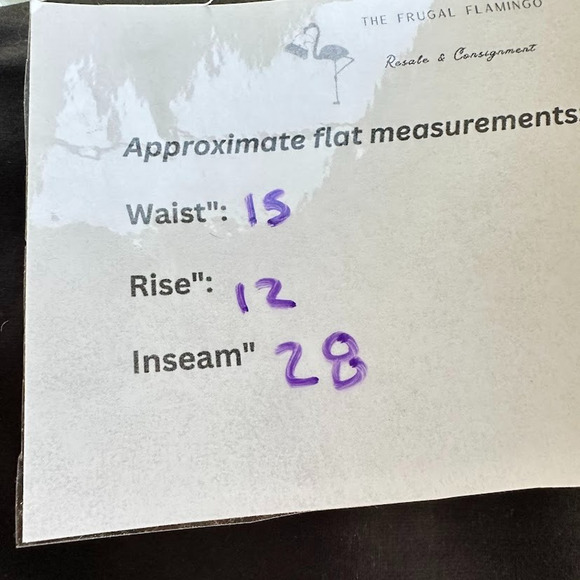 THE FRUGAL FLAMINGO
Resale & Consignment
Approximate flat measurements:
Waist": 15
Rise": 12
Inseam" 28